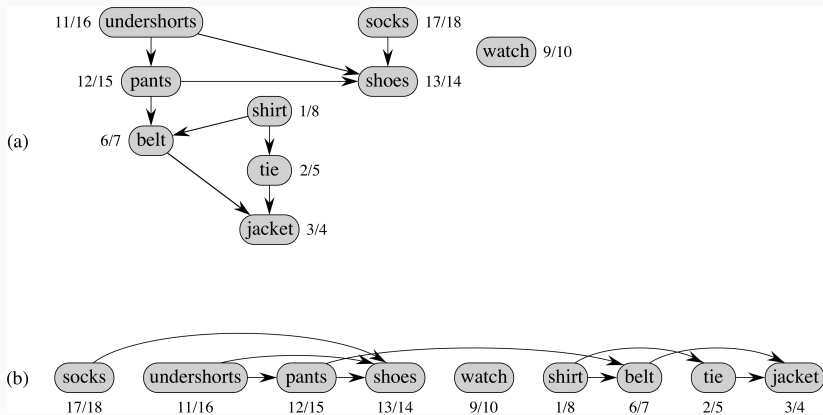 11/16 undershorts socks 17/18
watch 9/10
12/15 pants shoes 13/14
shirt 1/8
(a) 6/7 belt
tie 2/5
jacket 3/4
(b) socks undershorts pants shoes watch shirt belt tie jacket
17/18 11/16 12/15 13/14 9/10 1/8 6/7 2/5 3/4